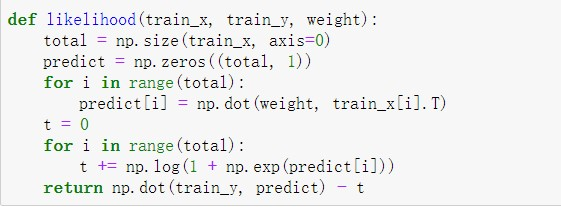 def likelihood(train_x, train_y, weight):
    total = np.size(train_x, axis=0)
    predict = np.zeros((total, 1))
    for i in range(total):
        predict[i] = np.dot(weight, train_x[i].T)
    t = 0
    for i in range(total):
        t += np.log(1 + np.exp(predict[i]))
    return np.dot(train_y, predict) - t